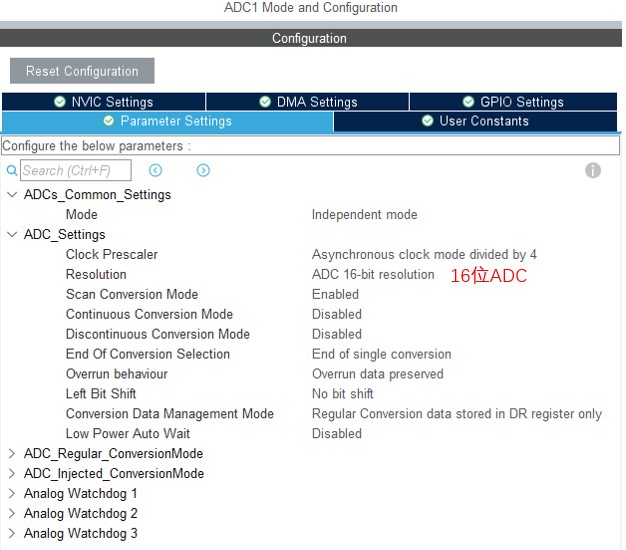 ADC1 Mode and Configuration
Configuration
Reset Configuration
NVIC Settings DMA Settings GPIO Settings
Parameter Settings User Constants
Configure the below parameters :
Search (Ctrl+F) i
ADCs_Common_Settings
Mode Independent mode
ADC_Settings
Clock Prescaler Asynchronous clock mode divided by 4
Resolution ADC 16-bit resolution 16位ADC
Scan Conversion Mode Enabled
Continuous Conversion Mode Disabled
Discontinuous Conversion Mode Disabled
End Of Conversion Selection End of single conversion
Overrun behaviour Overrun data preserved
Left Bit Shift No bit shift
Conversion Data Management Mode Regular Conversion data stored in DR register only
Low Power Auto Wait Disabled
ADC_Regular_ConversionMode
ADC_Injected_ConversionMode
Analog Watchdog 1
Analog Watchdog 2
Analog Watchdog 3